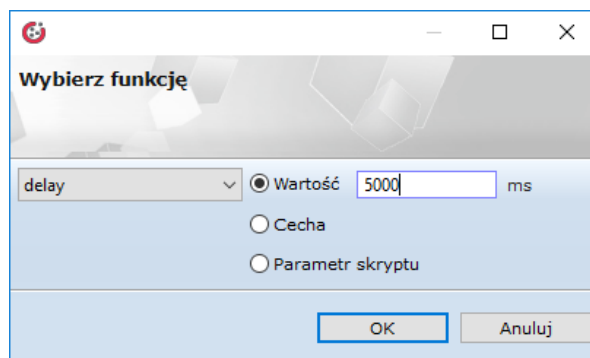 Wybierz funkcję
delay Wartość 5000 ms
Cecha
Parametr skryptu
OK Anuluj